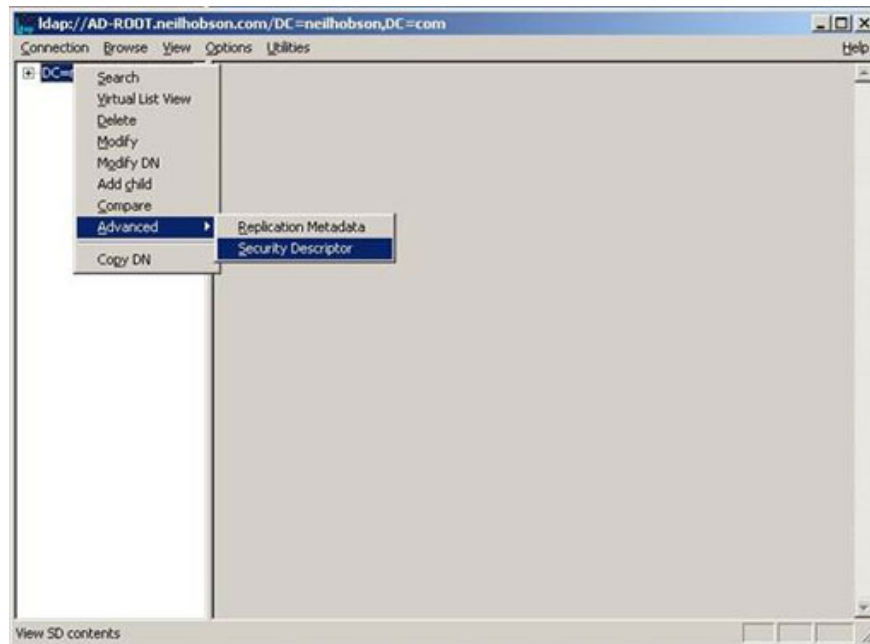 ldap://AD-ROOT.neilhobson.com/DC=neilhobson,DC=com
Connection Browse View Options Utilities Help
DC=
Search
Virtual List View
Delete
Modify
Modify DN
Add child
Compare
Advanced
Replication Metadata
Security Descriptor
Copy DN
View SD contents